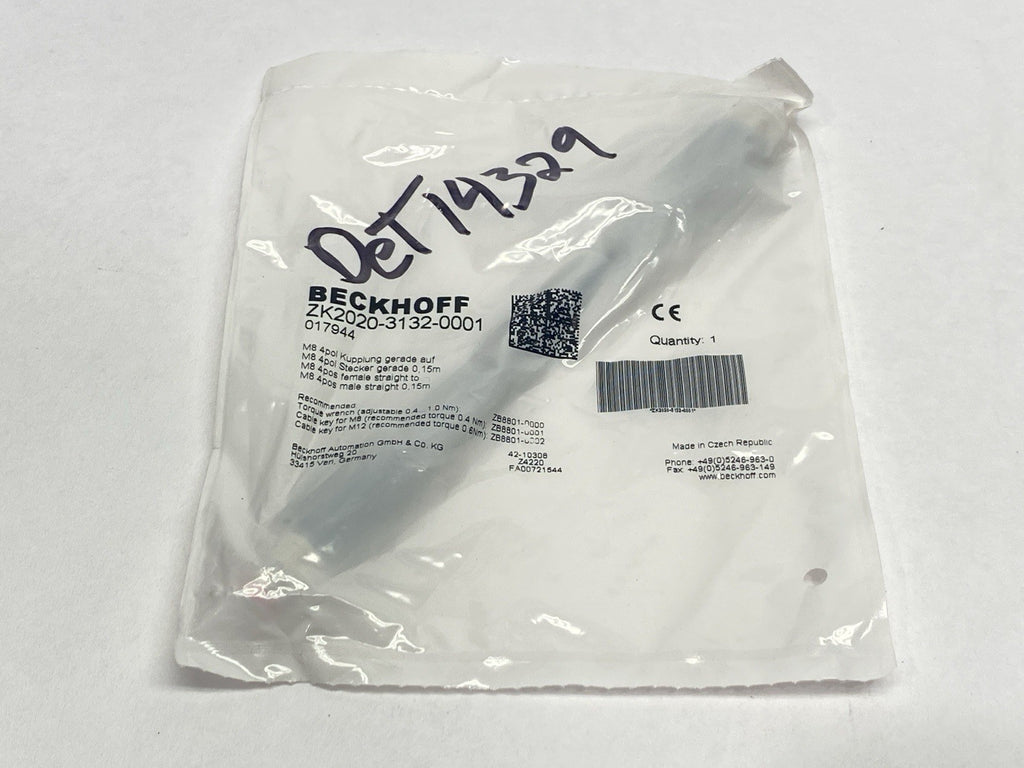 DeT14329
BECKHOFF
ZK2020-3132-0001
017944
M8 4pol Kupplung gerade auf
M8 4pol Stecker gerade 0,15m
M8 4pos female straight to
M8 4pos male straight 0,15m
Recommended:
Torque wrench (adjustable 0.4...1.0 Nm): ZB8801-0000
Cable key for M8 (recommended torque 0.4 Nm): ZB8801-0001
Cable key for M12 (recommended torque 0.6Nm): ZB8801-0002
Beckhoff Automation GmbH & Co. KG
Hülshorstweg 20
33415 Verl, Germany
42-10308
Z4220
FA00721544
CE
Quantity: 1
Made in Czech Republic
Phone: +49(0)5246-963-0
Fax: +49(0)5246-963-149
www.beckhoff.com